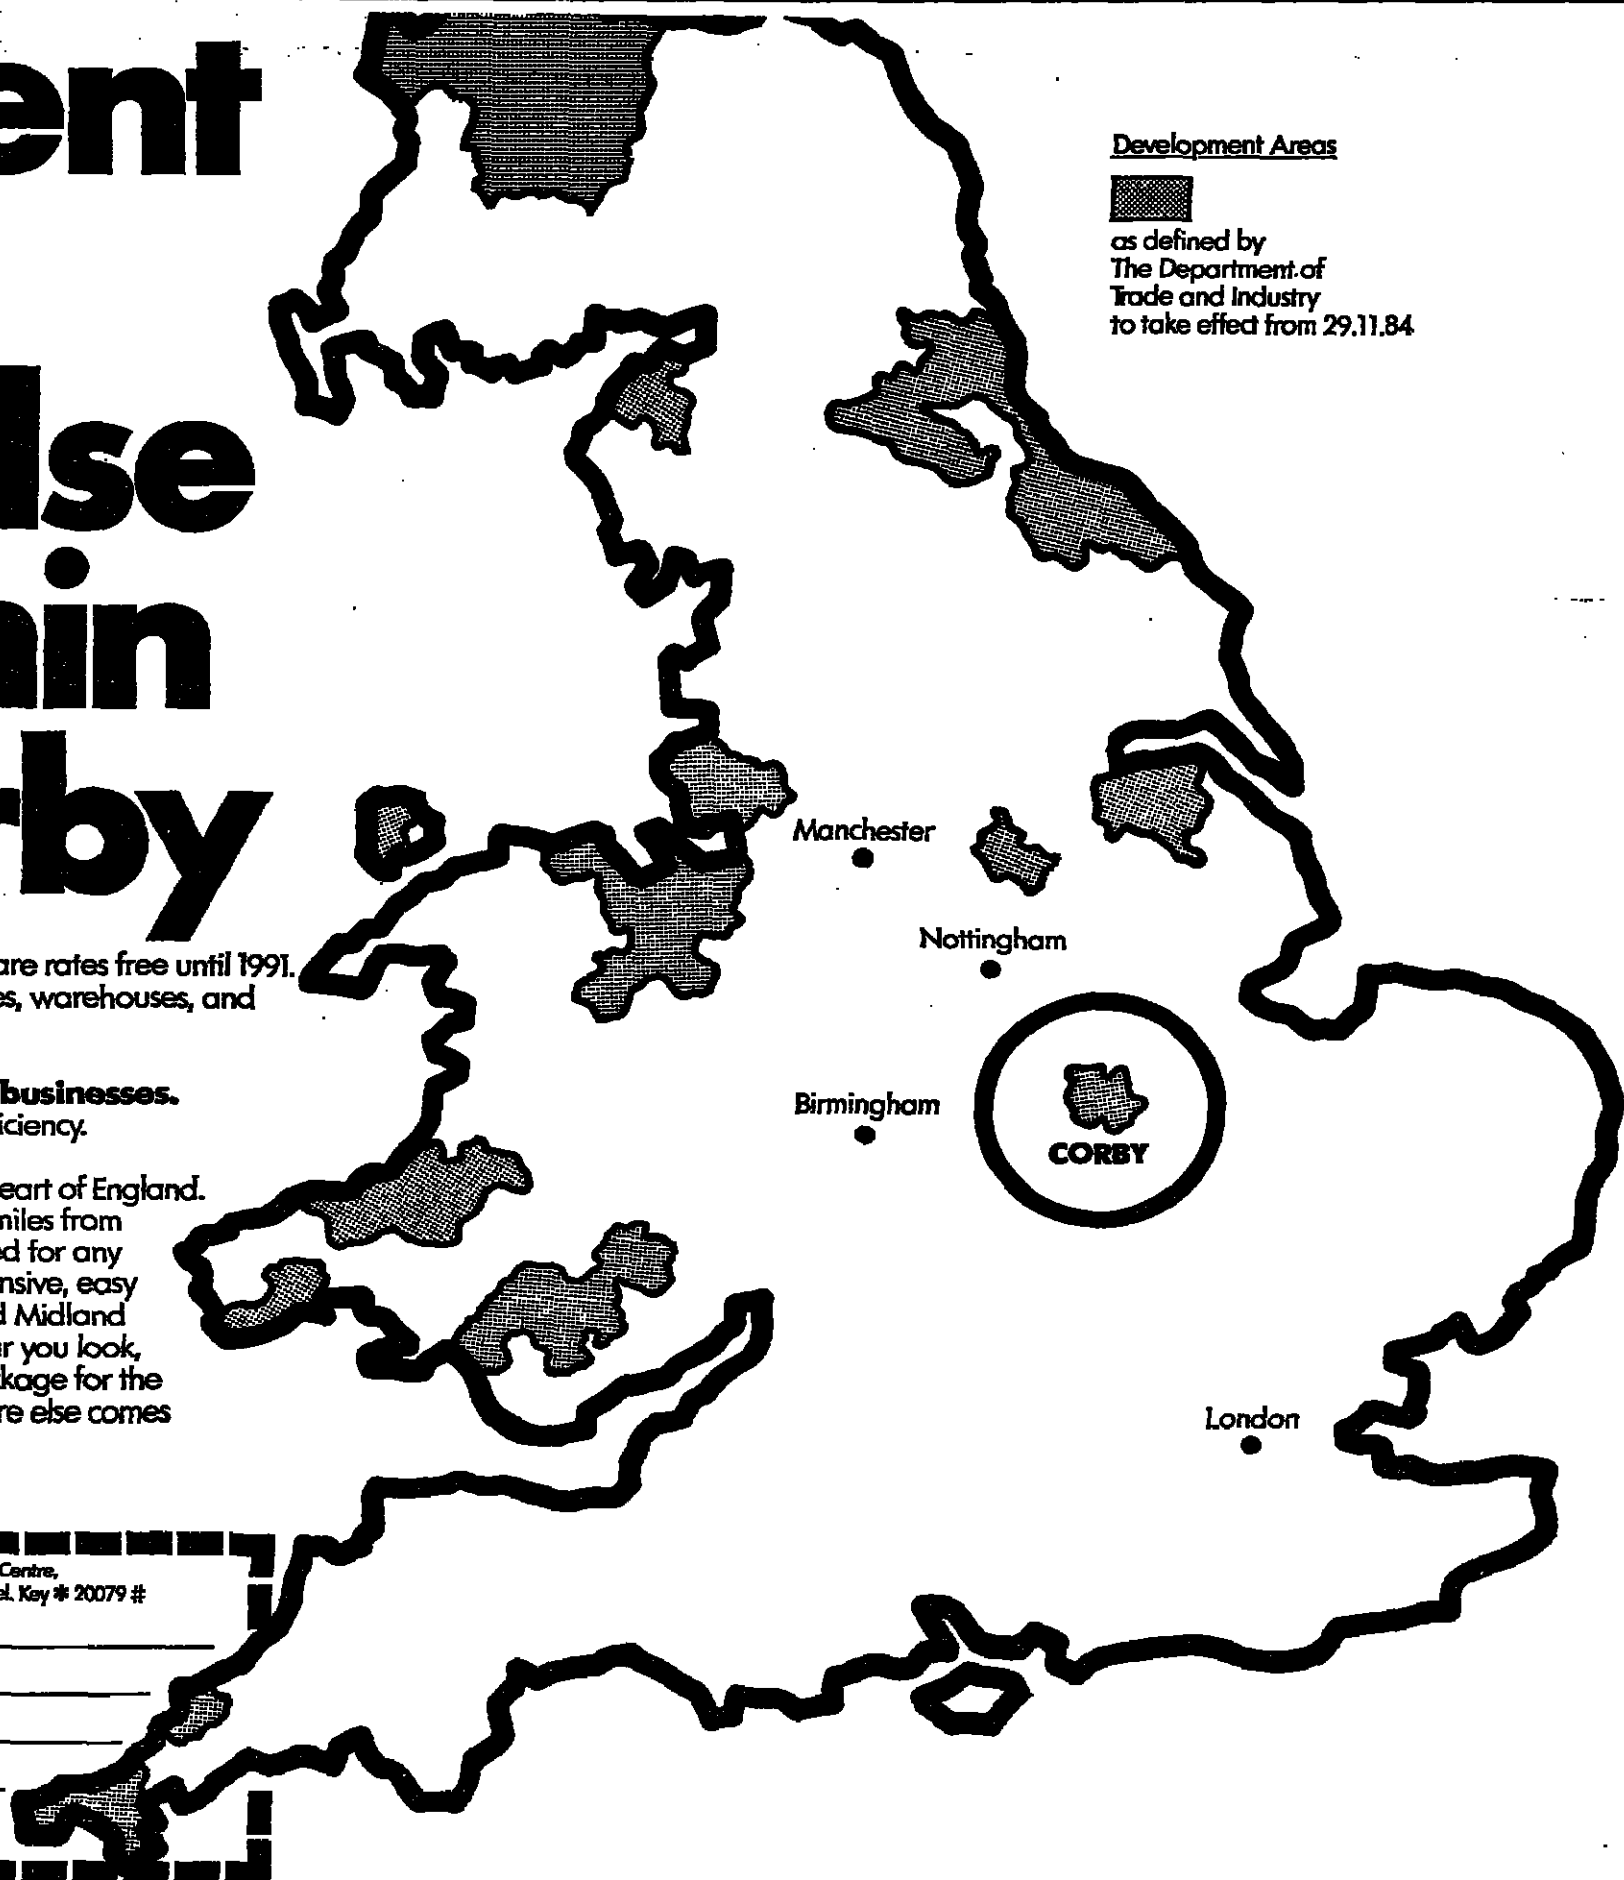 ent
lse
in
rby
are rates free until 1991.
es, warehouses, and
businesses.
iciency.
eart of England.
miles from
ed for any
nsive, easy
d Midland
er you look,
kage for the
re else comes
Centre,
el. Key * 20079 #
Development Areas
as defined by
The Department of
Trade and Industry
to take effect from 29.11.84
Manchester
Nottingham
Birmingham
CORBY
London